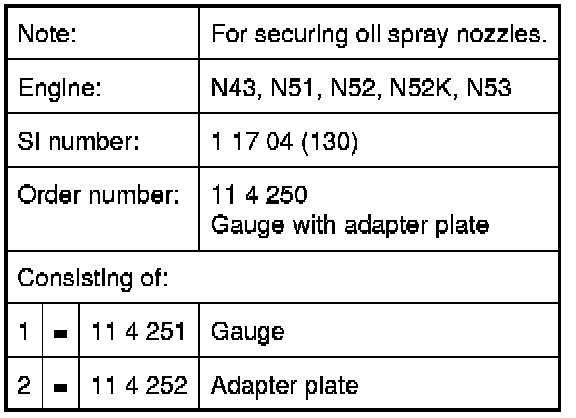 Note: For securing oil spray nozzles.
Engine: N43, N51, N52, N52K, N53
SI number: 1 17 04 (130)
Order number: 11 4 250
Gauge with adapter plate
Consisting of:
1 = 11 4 251 Gauge
2 = 11 4 252 Adapter plate